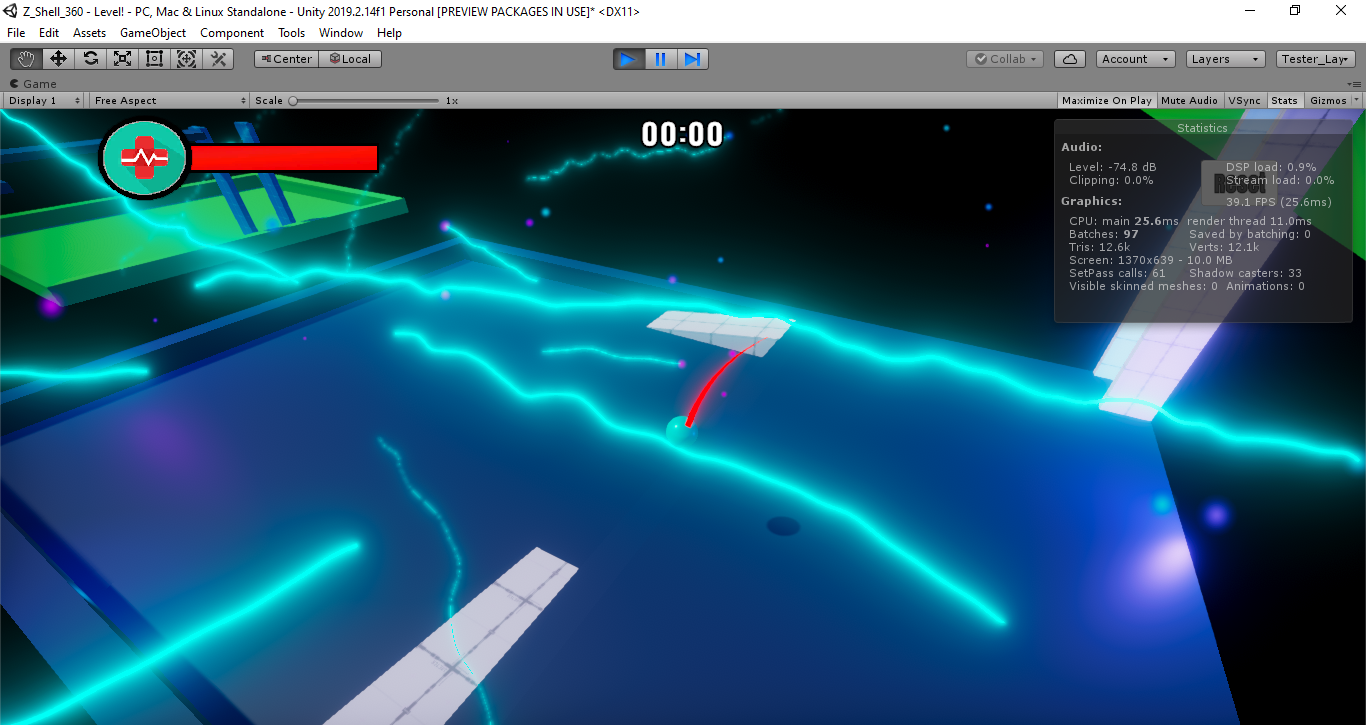 Z_Shell_360 - Level! - PC, Mac & Linux Standalone - Unity 2019.2.14f1 Personal [PREVIEW PACKAGES IN USE]* <DX11>
File Edit Assets GameObject Component Tools Window Help
Center Local Collab Account Layers Tester_Lay
Game
Display 1 Free Aspect Scale 1x Maximize On Play Mute Audio VSync Stats Gizmos
00:00
Statistics
Audio:
Level: -74.8 dB DSP load: 0.9%
Clipping: 0.0% Stream load: 0.0%
Reset
Graphics: 39.1 FPS (25.6ms)
CPU: main 25.6ms render thread 11.0ms
Batches: 97 Saved by batching: 0
Tris: 12.6k Verts: 12.1k
Screen: 1370x639 - 10.0 MB
SetPass calls: 61 Shadow casters: 33
Visible skinned meshes: 0 Animations: 0